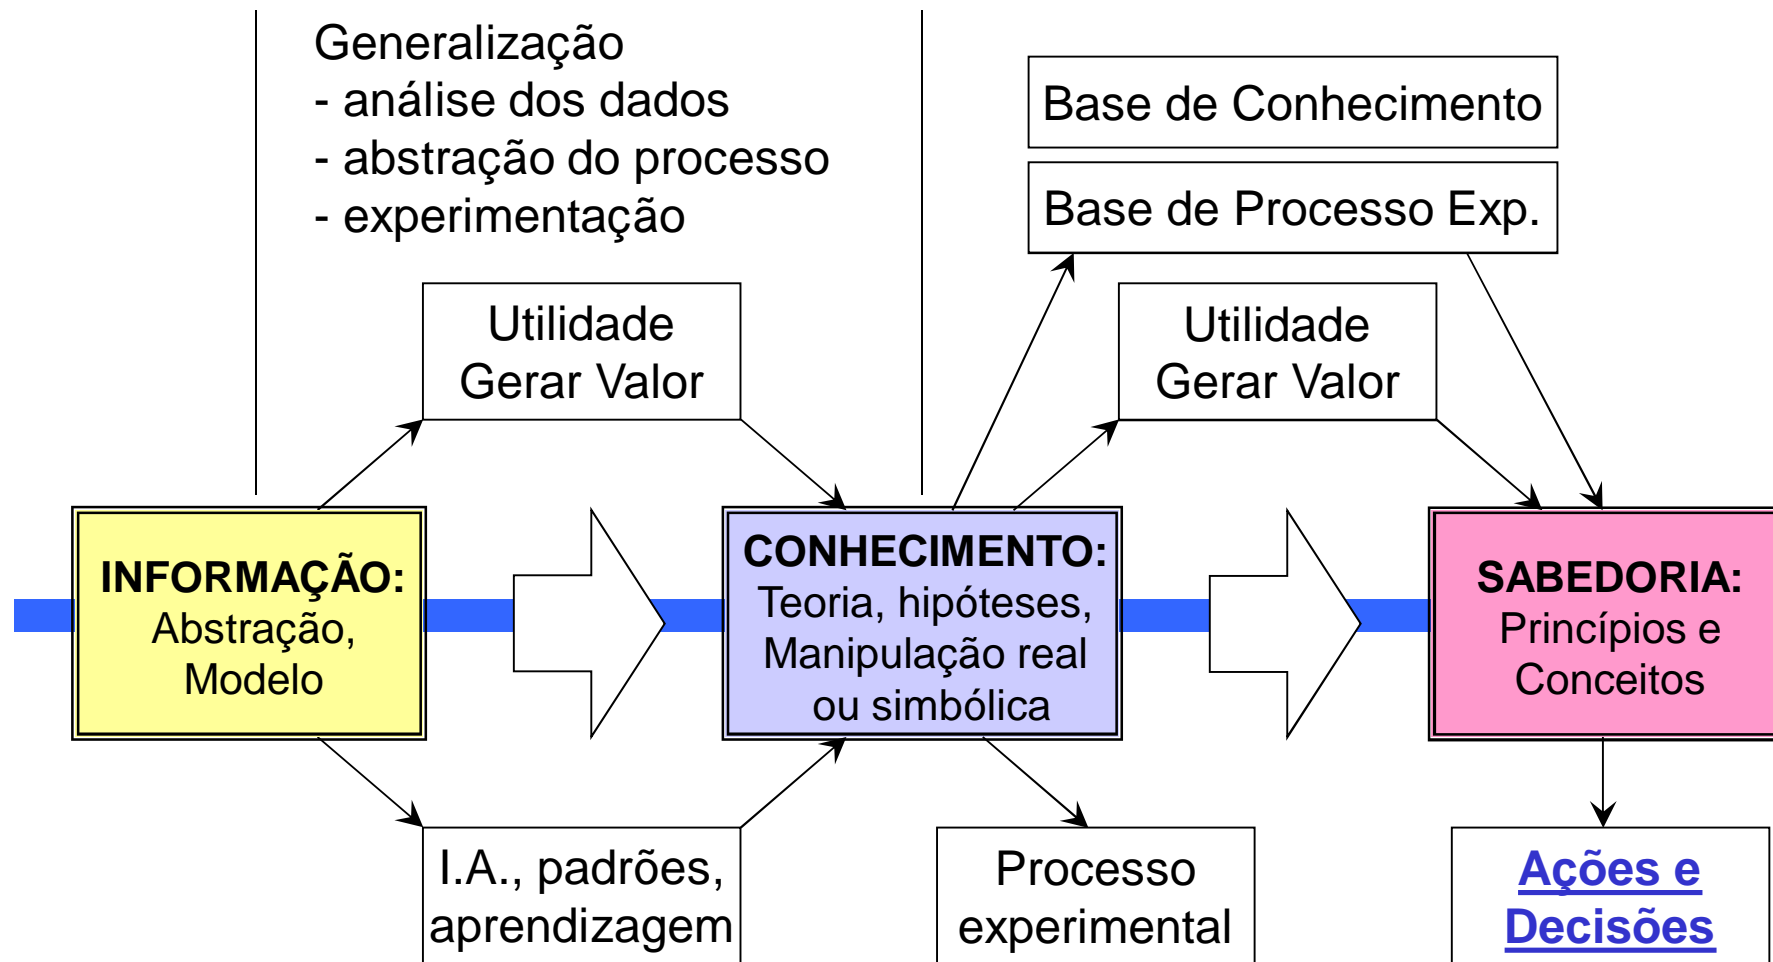 Generalização
- análise dos dados
- abstração do processo
- experimentação
Base de Conhecimento
Base de Processo Exp.
Utilidade
Gerar Valor
Utilidade
Gerar Valor
INFORMAÇÃO:
Abstração,
Modelo
CONHECIMENTO:
Teoria, hipóteses,
Manipulação real
ou simbólica
SABEDORIA:
Princípios e
Conceitos
I.A., padrões,
aprendizagem
Processo
experimental
Ações e
Decisões